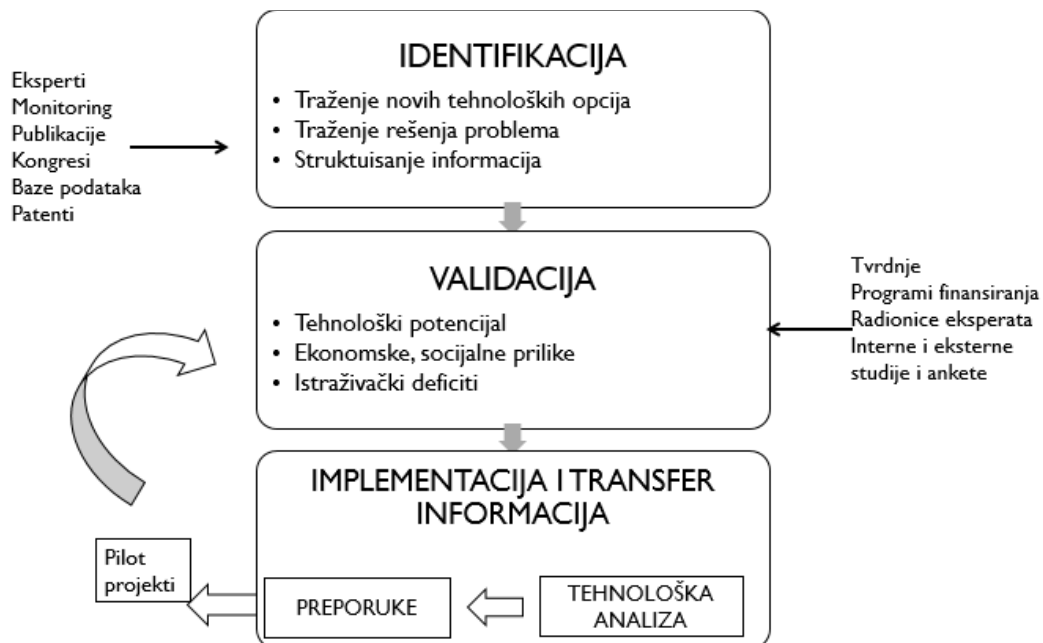 IDENTIFIKACIJA
• Traženje novih tehnoloških opcija
• Traženje rešenja problema
• Struktuisanje informacija
Eksperti
Monitoring
Publikacije
Kongresi
Baze podataka
Patenti
VALIDACIJA
• Tehnološki potencijal
• Ekonomske, socijalne prilike
• Istraživački deficiti
Tvrdnje
Programi finansiranja
Radionice eksperata
Interne i eksterne
studije i ankete
IMPLEMENTACIJA I TRANSFER
INFORMACIJA
Pilot
projekti
PREPORUKE
TEHNOLOŠKA
ANALIZA